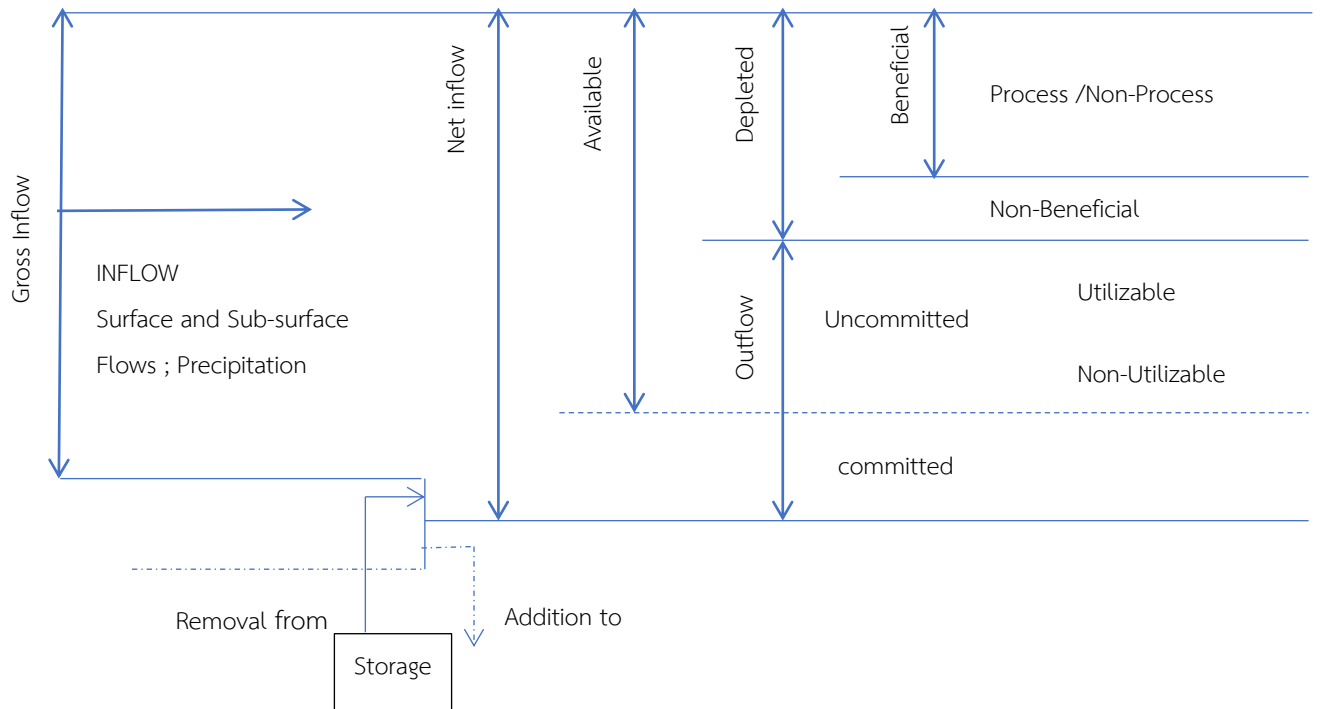 Gross Inflow
INFLOW
Surface and Sub-surface
Flows ; Precipitation
Net inflow
Available
Depleted
Beneficial
Process /Non-Process
Non-Beneficial
Outflow
Uncommitted
Utilizable
Non-Utilizable
committed
Removal from
Addition to
Storage